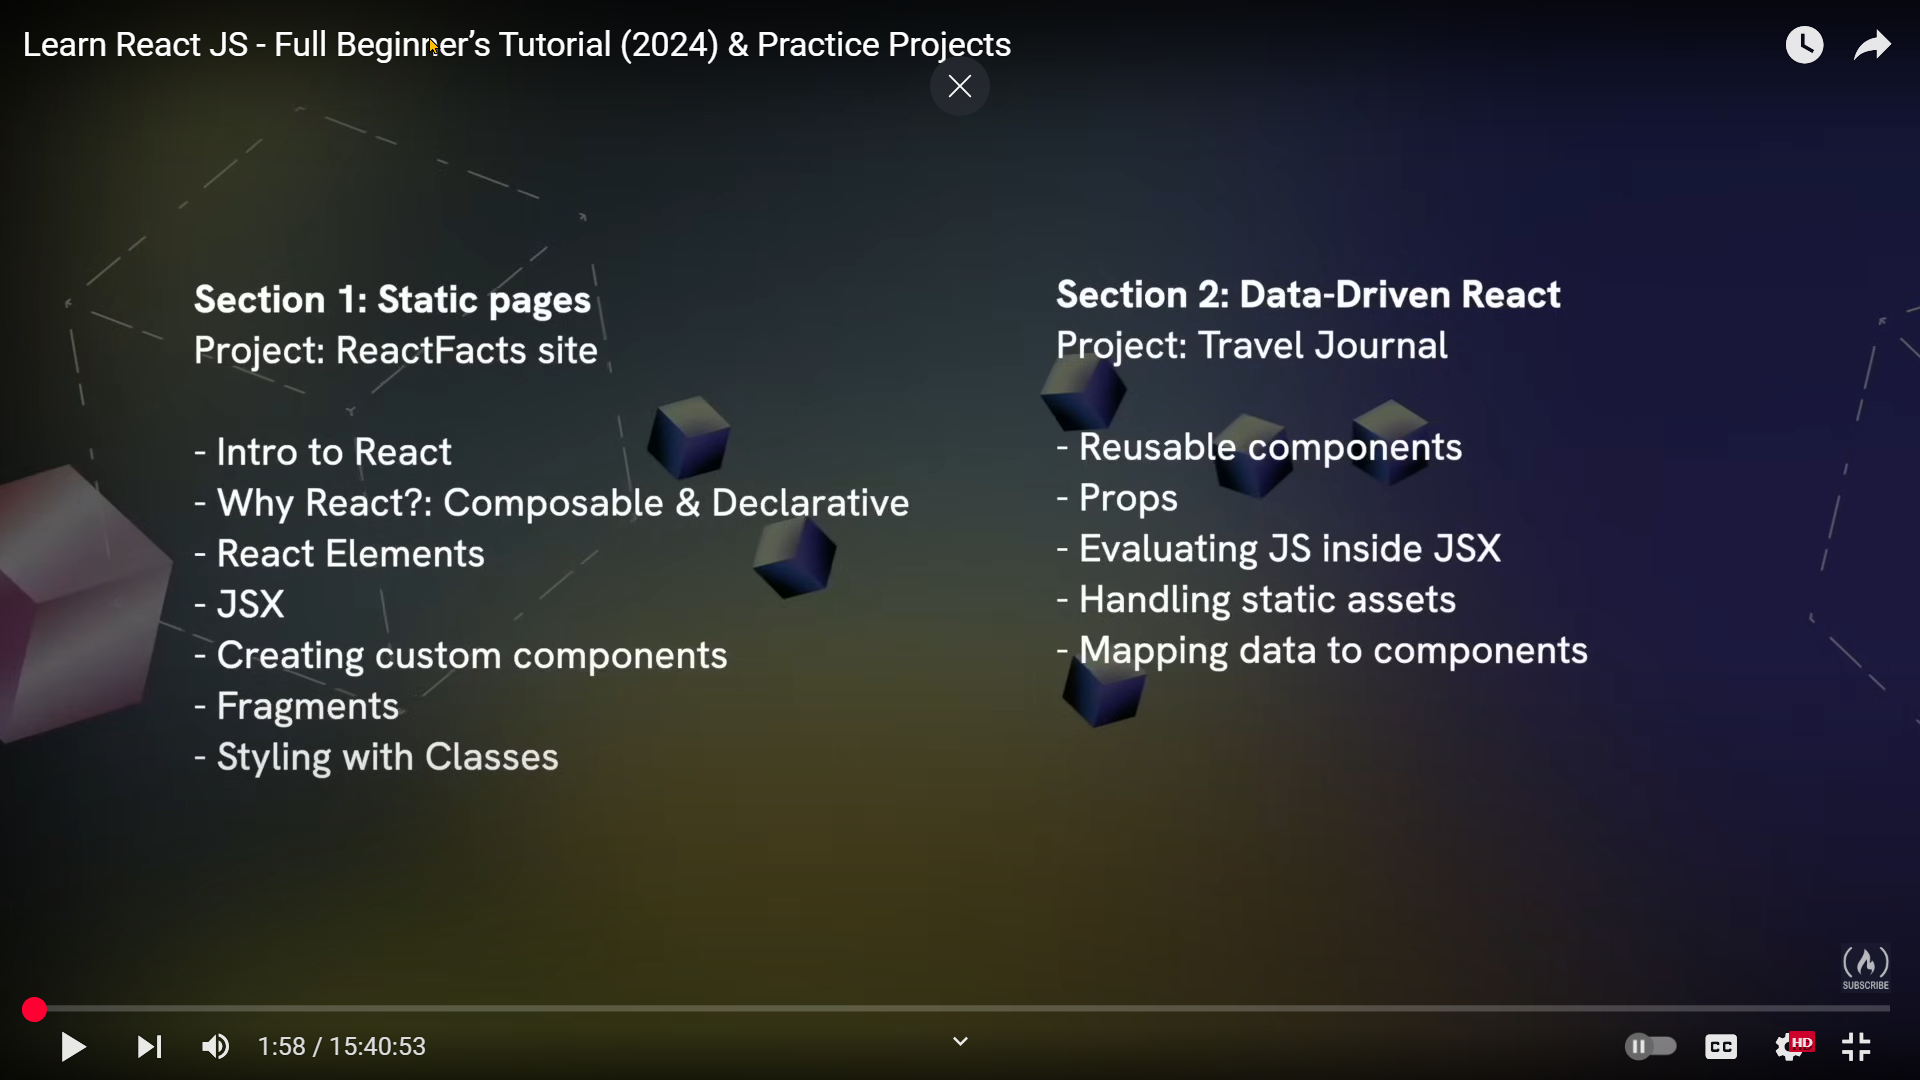 Learn React JS - Full Beginner’s Tutorial (2024) & Practice Projects
Section 1: Static pages
Project: ReactFacts site
- Intro to React
- Why React?: Composable & Declarative
- React Elements
- JSX
- Creating custom components
- Fragments
- Styling with Classes
Section 2: Data-Driven React
Project: Travel Journal
- Reusable components
- Props
- Evaluating JS inside JSX
- Handling static assets
- Mapping data to components
SUBSCRIBE
1:58 / 15:40:53
CC
HD